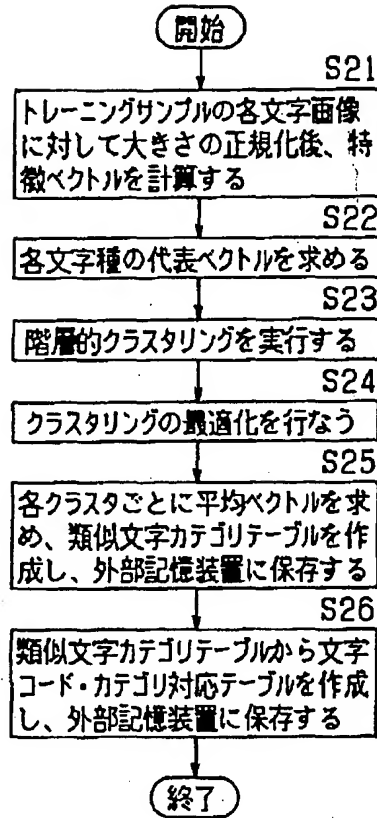 開始
S21
トレーニングサンプルの各文字画像
に対して大きさの正規化後、特
徴ベクトルを計算する
S22
各文字種の代表ベクトルを求める
S23
階層的クラスタリングを実行する
S24
クラスタリングの最適化を行なう
S25
各クラスタごとに平均ベクトルを求
め、類似文字カテゴリテーブルを作
成し、外部記憶装置に保存する
S26
類似文字カテゴリテーブルから文字
コード・カテゴリ対応テーブルを作成
し、外部記憶装置に保存する
終了